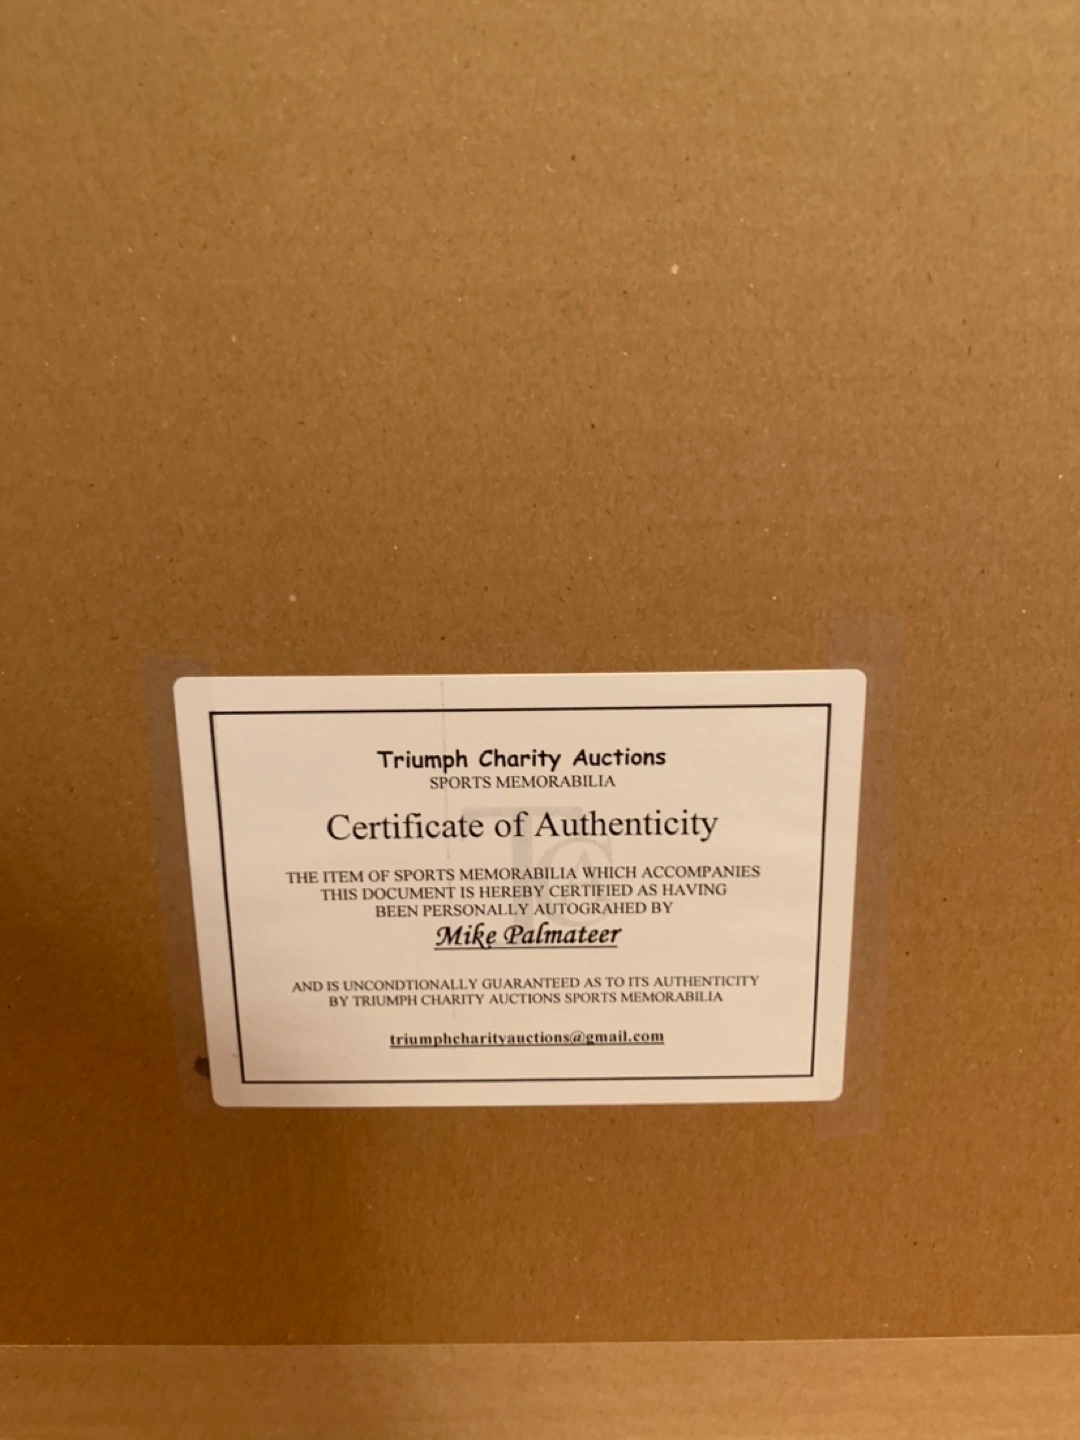 Triumph Charity Auctions
SPORTS MEMORABILIA
Certificate of Authenticity
THE ITEM OF SPORTS MEMORABILIA WHICH ACCOMPANIES
THIS DOCUMENT IS HEREBY CERTIFIED AS HAVING
BEEN PERSONALLY AUTOGRAHED BY
Mike Palmateer
AND IS UNCONDTIONALLY GUARANTEED AS TO ITS AUTHENTICITY
BY TRIUMPH CHARITY AUCTIONS SPORTS MEMORABILIA
triumphcharityauctions@gmail.com